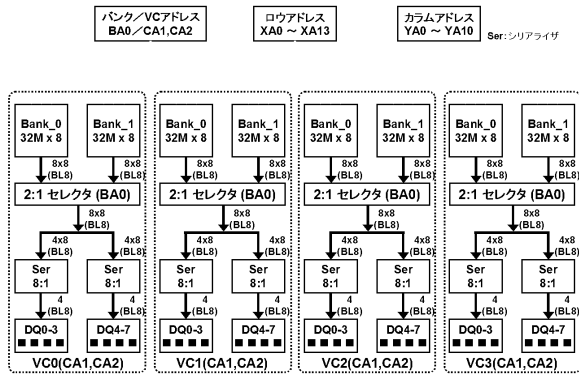 バンク／VCアドレス
BA0／CA1,CA2
ロウアドレス
XA0 ～ XA13
カラムアドレス
YA0 ～ YA10
Ser:シリアライザ
Bank_0
32M x 8
Bank_1
32M x 8
8x8
(BL8)
8x8
(BL8)
2:1 セレクタ (BA0)
8x8
(BL8)
4x8
(BL8)
4x8
(BL8)
Ser
8:1
Ser
8:1
4
(BL8)
4
(BL8)
DQ0-3
DQ4-7
VC0(CA1,CA2)
Bank_0
32M x 8
Bank_1
32M x 8
8x8
(BL8)
8x8
(BL8)
2:1 セレクタ (BA0)
8x8
(BL8)
4x8
(BL8)
4x8
(BL8)
Ser
8:1
Ser
8:1
4
(BL8)
4
(BL8)
DQ0-3
DQ4-7
VC1(CA1,CA2)
Bank_0
32M x 8
Bank_1
32M x 8
8x8
(BL8)
8x8
(BL8)
2:1 セレクタ (BA0)
8x8
(BL8)
4x8
(BL8)
4x8
(BL8)
Ser
8:1
Ser
8:1
4
(BL8)
4
(BL8)
DQ0-3
DQ4-7
VC2(CA1,CA2)
Bank_0
32M x 8
Bank_1
32M x 8
8x8
(BL8)
8x8
(BL8)
2:1 セレクタ (BA0)
8x8
(BL8)
4x8
(BL8)
4x8
(BL8)
Ser
8:1
Ser
8:1
4
(BL8)
4
(BL8)
DQ0-3
DQ4-7
VC3(CA1,CA2)